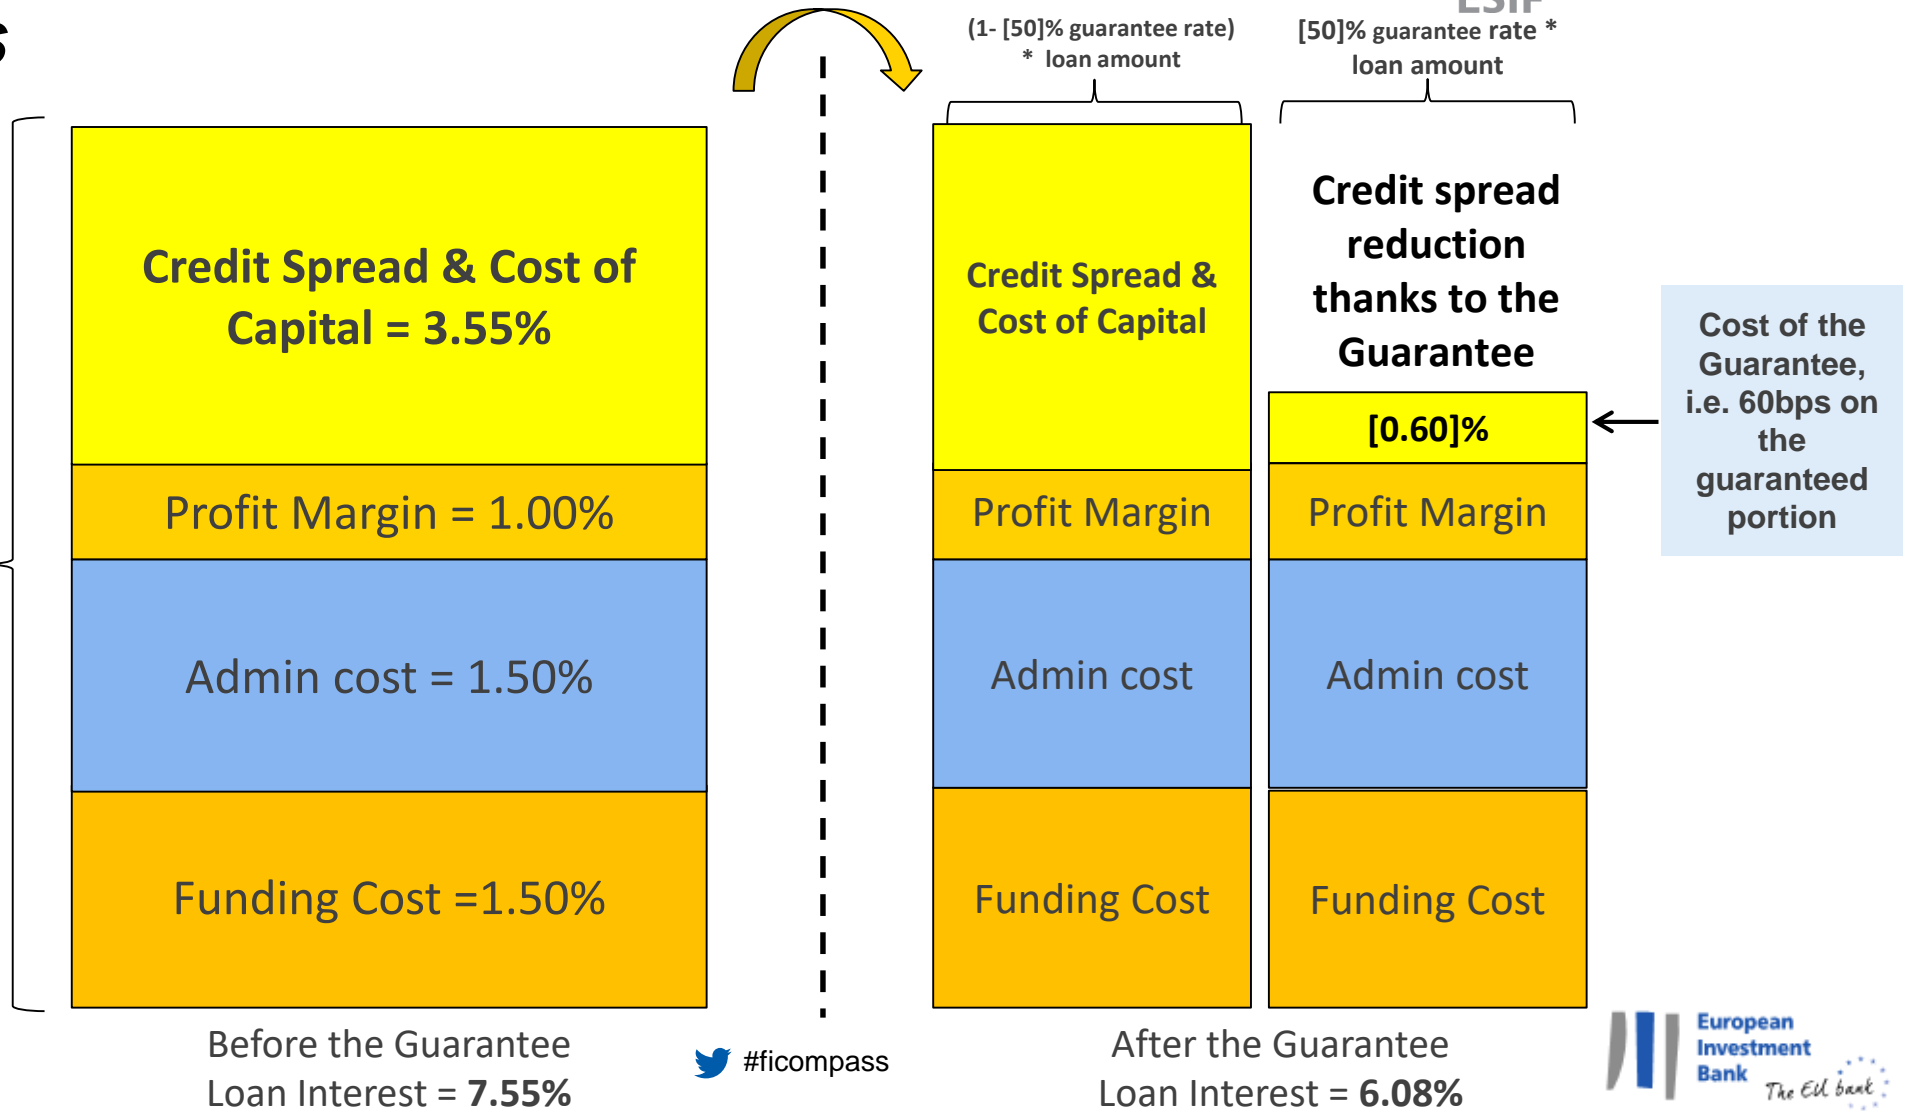 s
ESIF
(1- [50]% guarantee rate)
* loan amount
[50]% guarantee rate *
loan amount
Credit Spread & Cost of
Capital = 3.55%
Profit Margin = 1.00%
Admin cost = 1.50%
Funding Cost =1.50%
Before the Guarantee
Loan Interest = 7.55%
#ficompass
Credit Spread &
Cost of Capital
Profit Margin
Admin cost
Funding Cost
Credit spread
reduction
thanks to the
Guarantee
[0.60]%
Profit Margin
Admin cost
Funding Cost
After the Guarantee
Loan Interest = 6.08%
Cost of the
Guarantee,
i.e. 60bps on
the
guaranteed
portion
European
Investment
Bank
The EU bank